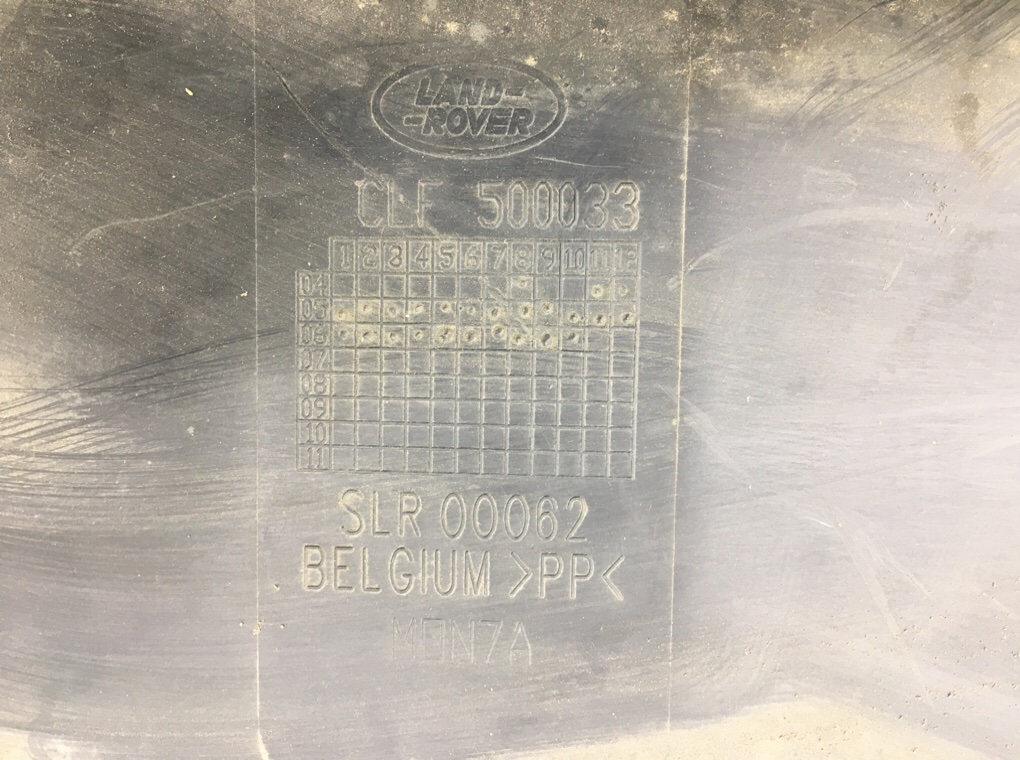 LAND-
-ROVER
CLF 500033
1 2 3 4 5 6 7 8 9 10 11 12
04
05
06
07
08
09
10
11
SLR 00062
BELGIUM >PP<
MONZA